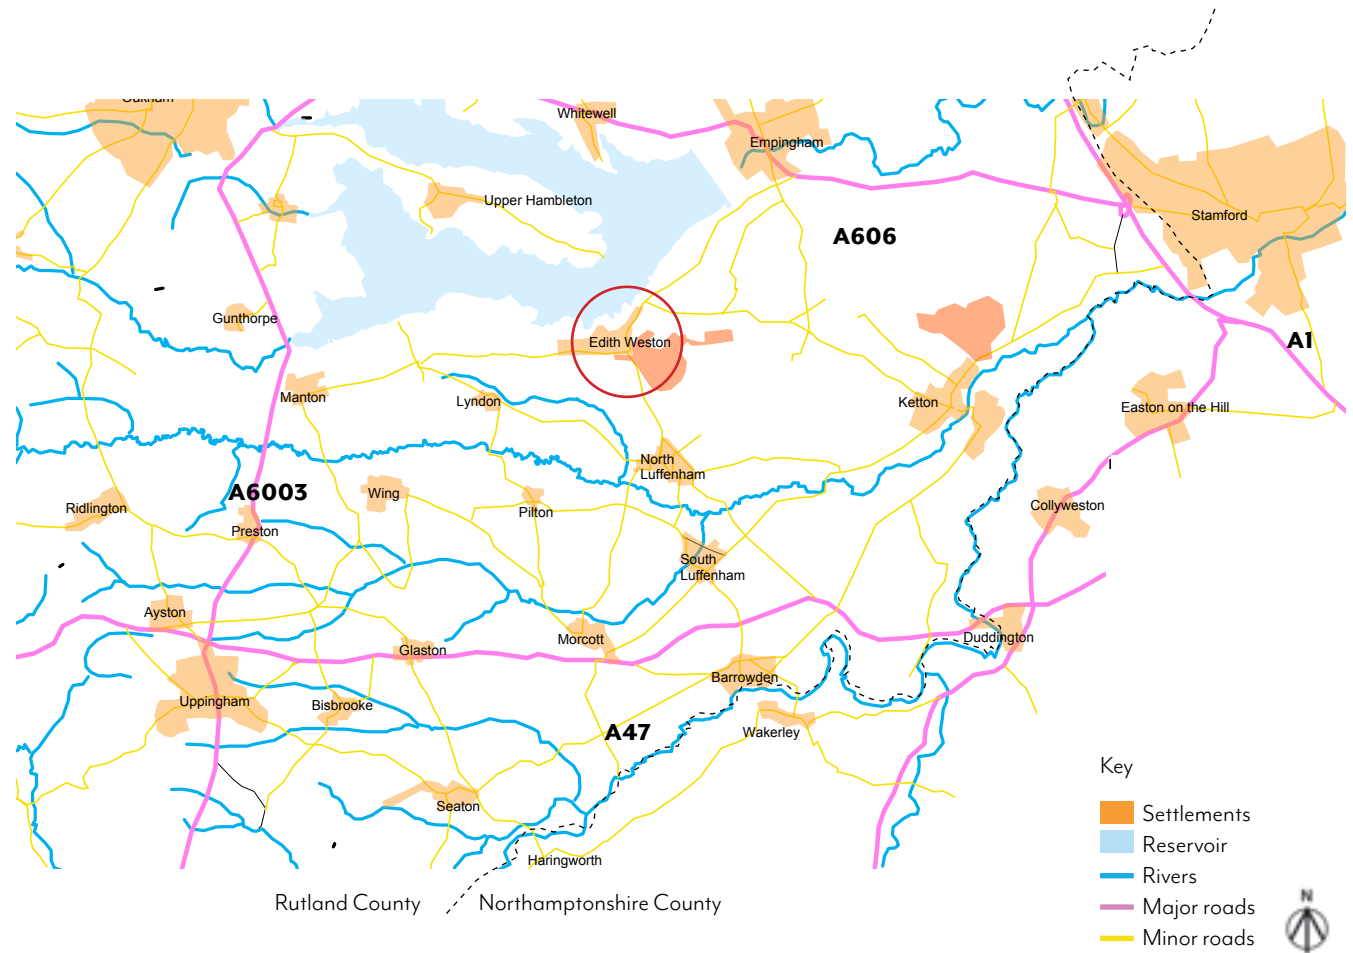 Oakham
Whitewell
Empingham
Upper Hambleton
Stamford
A606
Gunthorpe
Edith Weston
A1
Manton
Lyndon
Ketton
Easton on the Hill
North
Luffenham
A6003
Wing
Ridlington
Pilton
Collyweston
Preston
South
Luffenham
Ayston
Morcott
Duddington
Glaston
Barrowden
Uppingham
Bisbrooke
A47
Wakerley
Seaton
Haringworth
Rutland County
Northamptonshire County
Key
Settlements
Reservoir
Rivers
Major roads
Minor roads
N